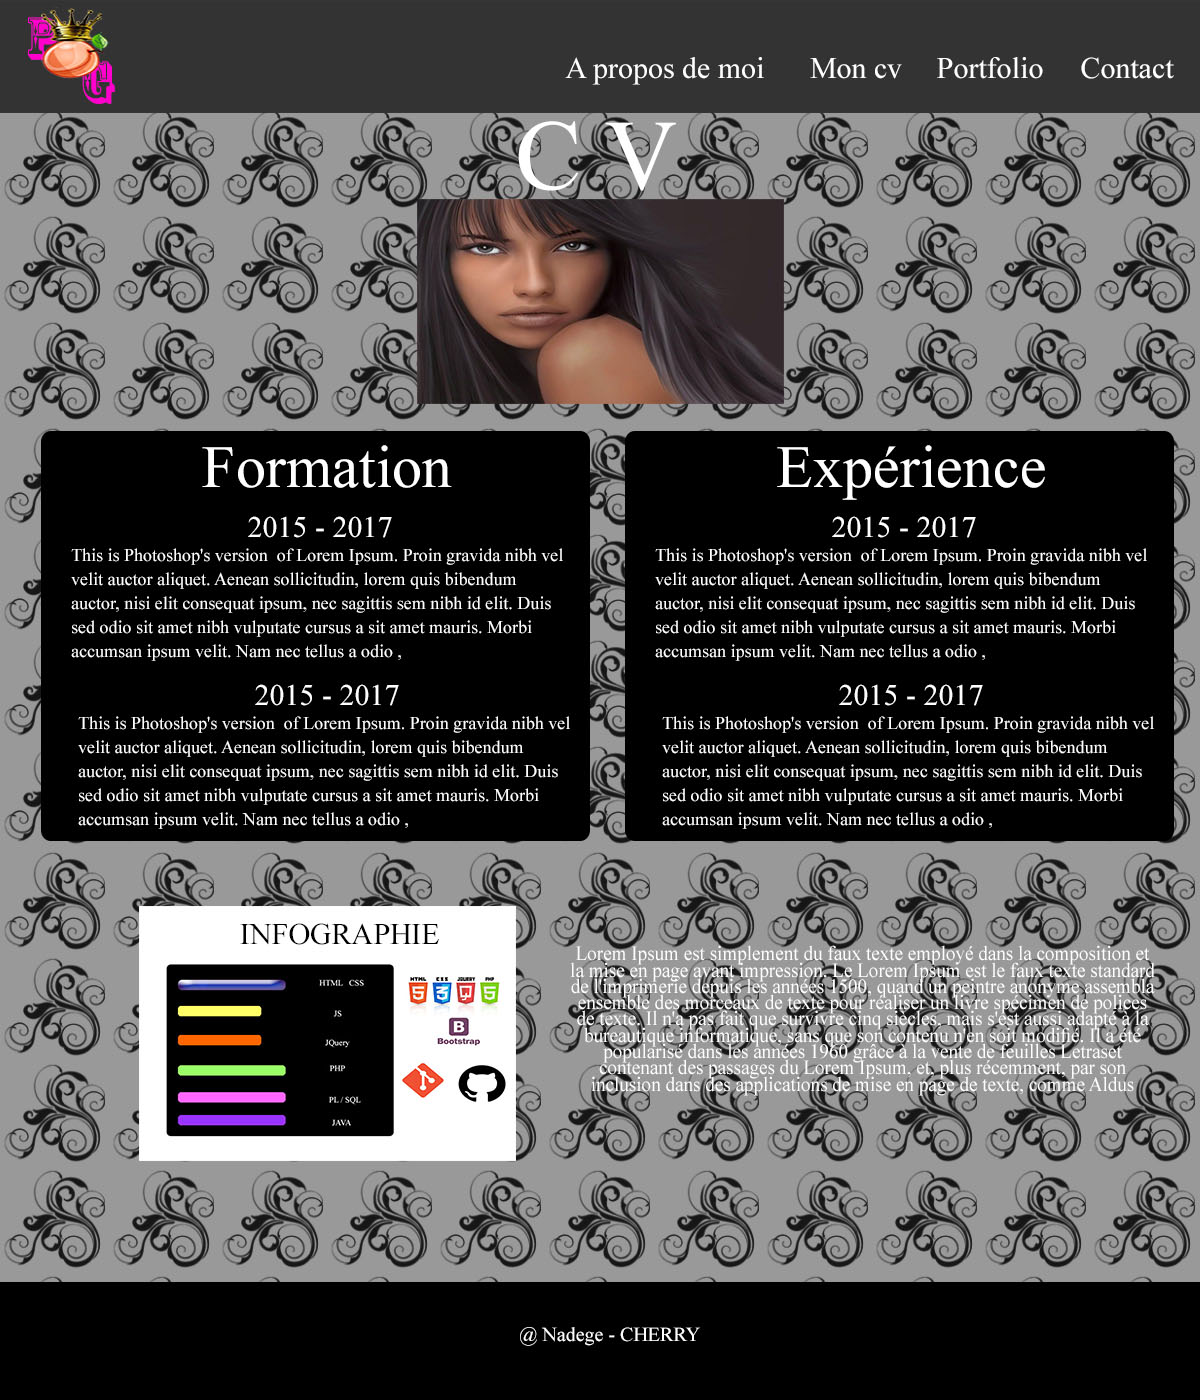 P
G
A propos de moi Mon cv Portfolio Contact
C V
Formation
2015 - 2017
This is Photoshop's version of Lorem Ipsum. Proin gravida nibh vel
velit auctor aliquet. Aenean sollicitudin, lorem quis bibendum
auctor, nisi elit consequat ipsum, nec sagittis sem nibh id elit. Duis
sed odio sit amet nibh vulputate cursus a sit amet mauris. Morbi
accumsan ipsum velit. Nam nec tellus a odio ,
2015 - 2017
This is Photoshop's version of Lorem Ipsum. Proin gravida nibh vel
velit auctor aliquet. Aenean sollicitudin, lorem quis bibendum
auctor, nisi elit consequat ipsum, nec sagittis sem nibh id elit. Duis
sed odio sit amet nibh vulputate cursus a sit amet mauris. Morbi
accumsan ipsum velit. Nam nec tellus a odio ,
Expérience
2015 - 2017
This is Photoshop's version of Lorem Ipsum. Proin gravida nibh vel
velit auctor aliquet. Aenean sollicitudin, lorem quis bibendum
auctor, nisi elit consequat ipsum, nec sagittis sem nibh id elit. Duis
sed odio sit amet nibh vulputate cursus a sit amet mauris. Morbi
accumsan ipsum velit. Nam nec tellus a odio ,
2015 - 2017
This is Photoshop's version of Lorem Ipsum. Proin gravida nibh vel
velit auctor aliquet. Aenean sollicitudin, lorem quis bibendum
auctor, nisi elit consequat ipsum, nec sagittis sem nibh id elit. Duis
sed odio sit amet nibh vulputate cursus a sit amet mauris. Morbi
accumsan ipsum velit. Nam nec tellus a odio ,
INFOGRAPHIE
HTML CSS
JS
JQuery
PHP
PL / SQL
JAVA
HTML CSS JQUERY PHP
5 3 5
B
Bootstrap
Lorem Ipsum est simplement du faux texte employé dans la composition et
la mise en page avant impression. Le Lorem Ipsum est le faux texte standard
de l'imprimerie depuis les années 1500, quand un peintre anonyme assembla
ensemble des morceaux de texte pour réaliser un livre spécimen de polices
de texte. Il n'a pas fait que survivre cinq siècles, mais s'est aussi adapté à la
bureautique informatique, sans que son contenu n'en soit modifié. Il a été
popularisé dans les années 1960 grâce à la vente de feuilles Letraset
contenant des passages du Lorem Ipsum, et, plus récemment, par son
inclusion dans des applications de mise en page de texte, comme Aldus
@ Nadege - CHERRY